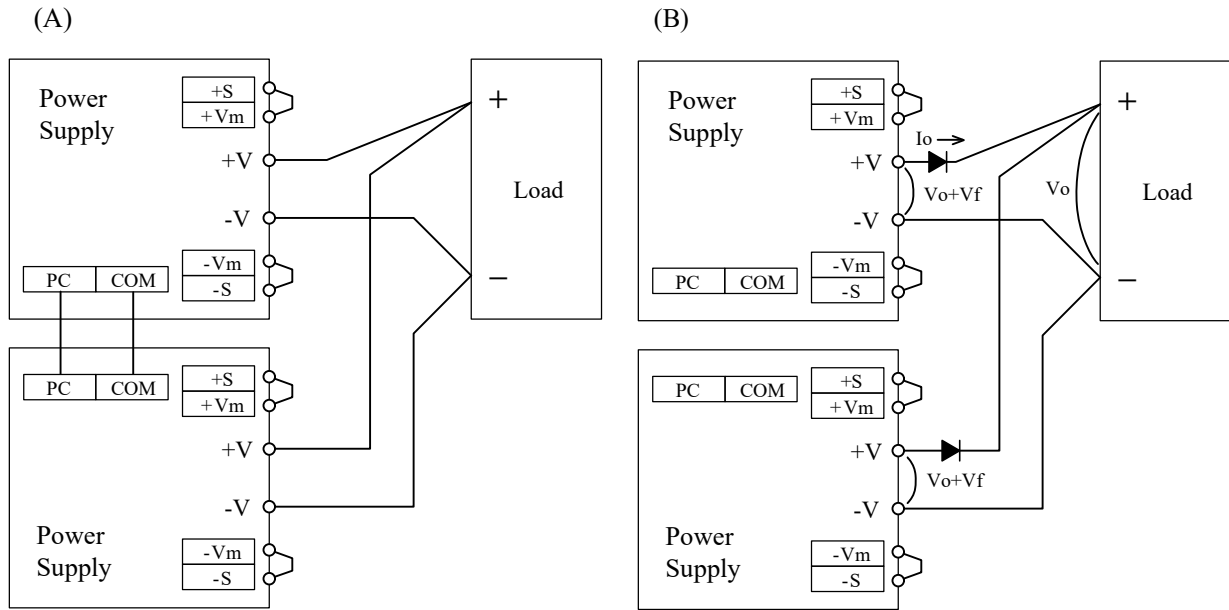 (A)
Power
Supply
+S
+Vm
+V
-V
-Vm
-S
PC COM
+
Load
−
PC COM
+S
+Vm
+V
-V
Power
Supply
-Vm
-S
(B)
Power
Supply
+S
+Vm
Io
+V
Vo+Vf
-V
-Vm
-S
PC COM
+
Vo
Load
−
PC COM
+S
+Vm
+V
Vo+Vf
-V
Power
Supply
-Vm
-S